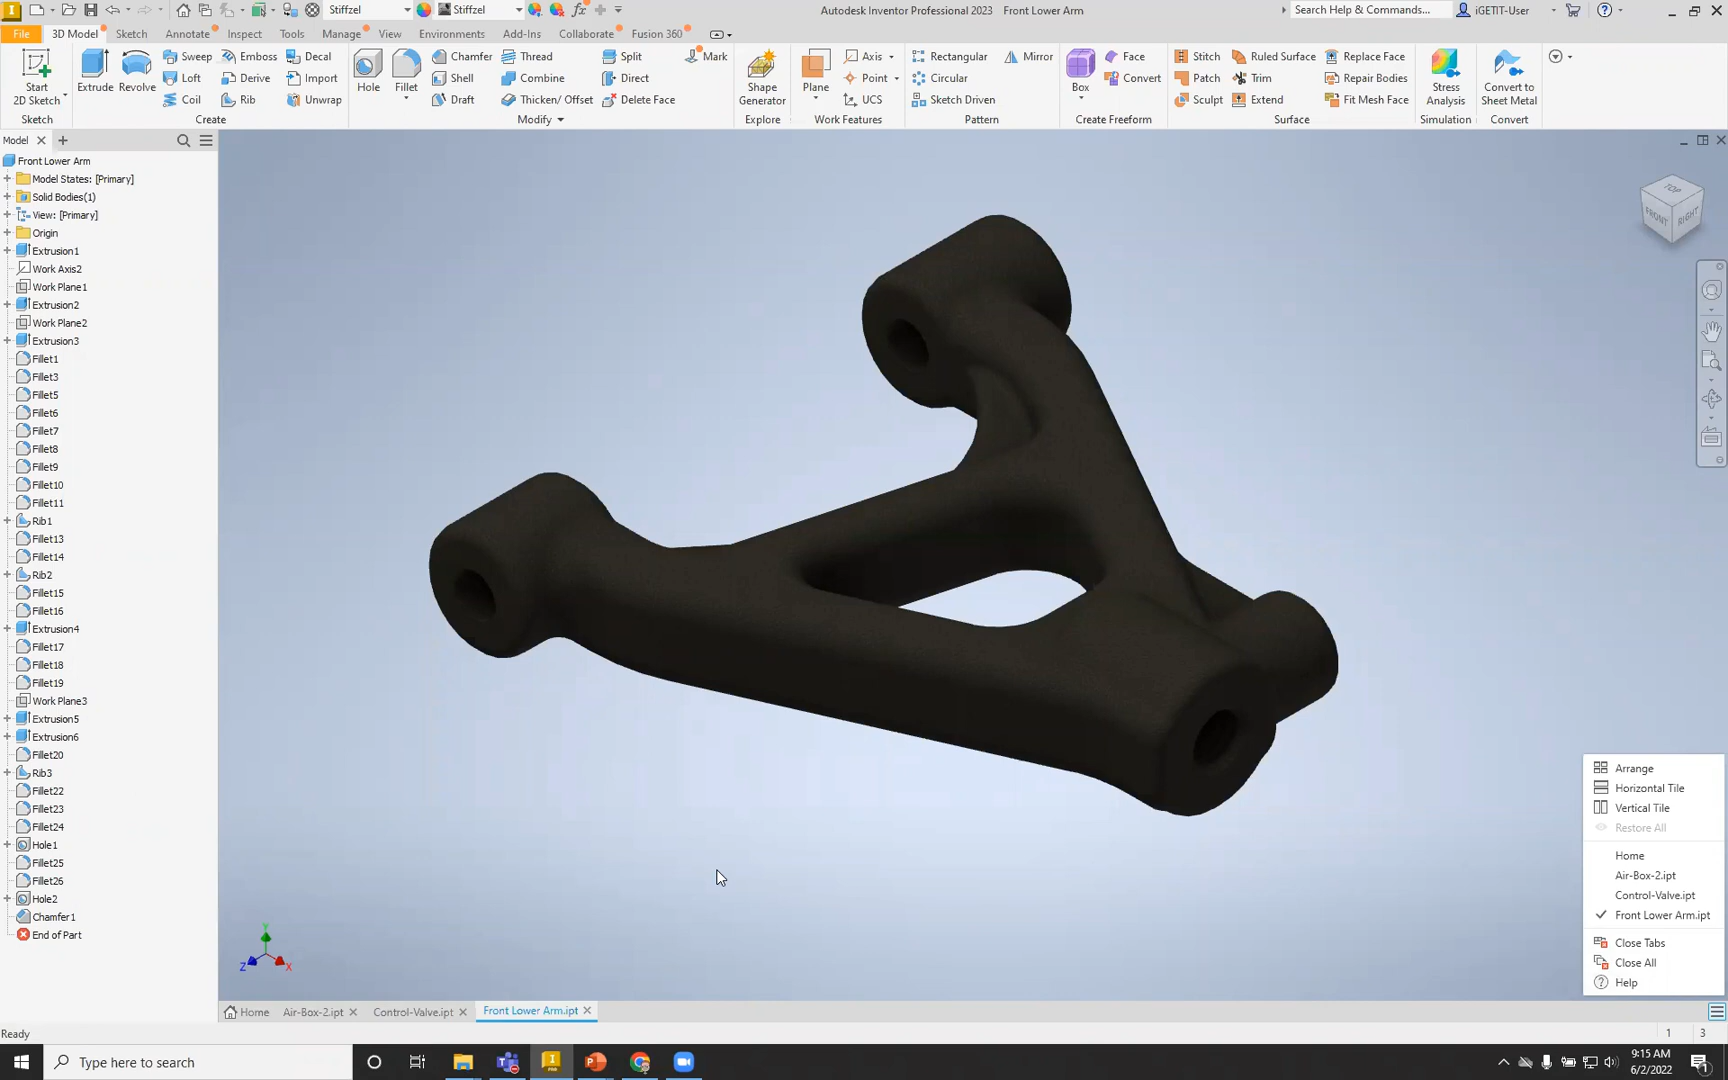 Stiffzel
Stiffzel
Autodesk Inventor Professional 2023 Front Lower Arm
Search Help & Commands...
iGETIT-User
File
3D Model
Sketch
Annotate
Inspect
Tools
Manage
View
Environments
Add-Ins
Collaborate
Fusion 360
Start
2D Sketch
Sketch
Extrude
Revolve
Sweep
Loft
Coil
Emboss
Derive
Rib
Decal
Import
Unwrap
Create
Hole
Fillet
Chamfer
Shell
Draft
Thread
Combine
Thicken/ Offset
Split
Direct
Delete Face
Mark
Modify
Shape
Generator
Explore
Plane
Axis
Point
UCS
Work Features
Rectangular
Circular
Sketch Driven
Mirror
Pattern
Box
Face
Convert
Create Freeform
Stitch
Patch
Sculpt
Ruled Surface
Trim
Extend
Replace Face
Repair Bodies
Fit Mesh Face
Surface
Stress
Analysis
Simulation
Convert to
Sheet Metal
Convert
Model
Front Lower Arm
Model States: [Primary]
Solid Bodies(1)
View: [Primary]
Origin
Extrusion1
Work Axis2
Work Plane1
Extrusion2
Work Plane2
Extrusion3
Fillet1
Fillet3
Fillet5
Fillet6
Fillet7
Fillet8
Fillet9
Fillet10
Fillet11
Rib1
Fillet13
Fillet14
Rib2
Fillet15
Fillet16
Extrusion4
Fillet17
Fillet18
Fillet19
Work Plane3
Extrusion5
Extrusion6
Fillet20
Rib3
Fillet22
Fillet23
Fillet24
Hole1
Fillet25
Fillet26
Hole2
Chamfer1
End of Part
TOP
FRONT
RIGHT
Y
Z
X
Arrange
Horizontal Tile
Vertical Tile
Restore All
Home
Air-Box-2.ipt
Control-Valve.ipt
Front Lower Arm.ipt
Close Tabs
Close All
Help
Home
Air-Box-2.ipt
Control-Valve.ipt
Front Lower Arm.ipt
Ready
1
3
Type here to search
9:15 AM
6/2/2022